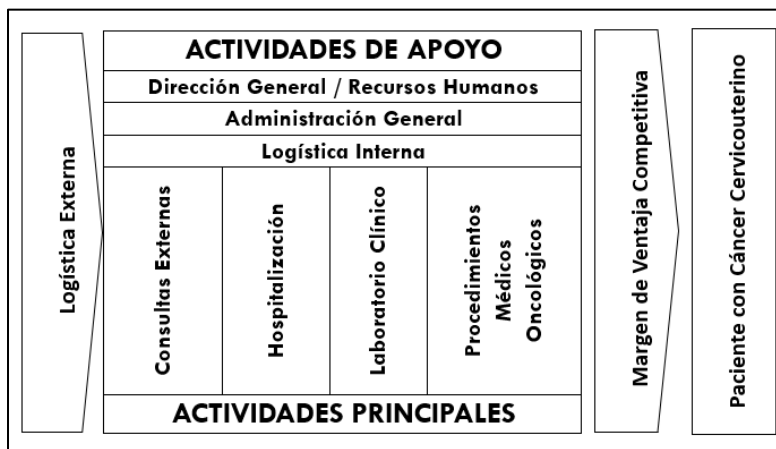 Logística Externa
ACTIVIDADES DE APOYO
Dirección General / Recursos Humanos
Administración General
Logística Interna
Consultas Externas
Hospitalización
Laboratorio Clínico
Procedimientos
Médicos
Oncológicos
ACTIVIDADES PRINCIPALES
Margen de Ventaja Competitiva
Paciente con Cáncer Cervicouterino